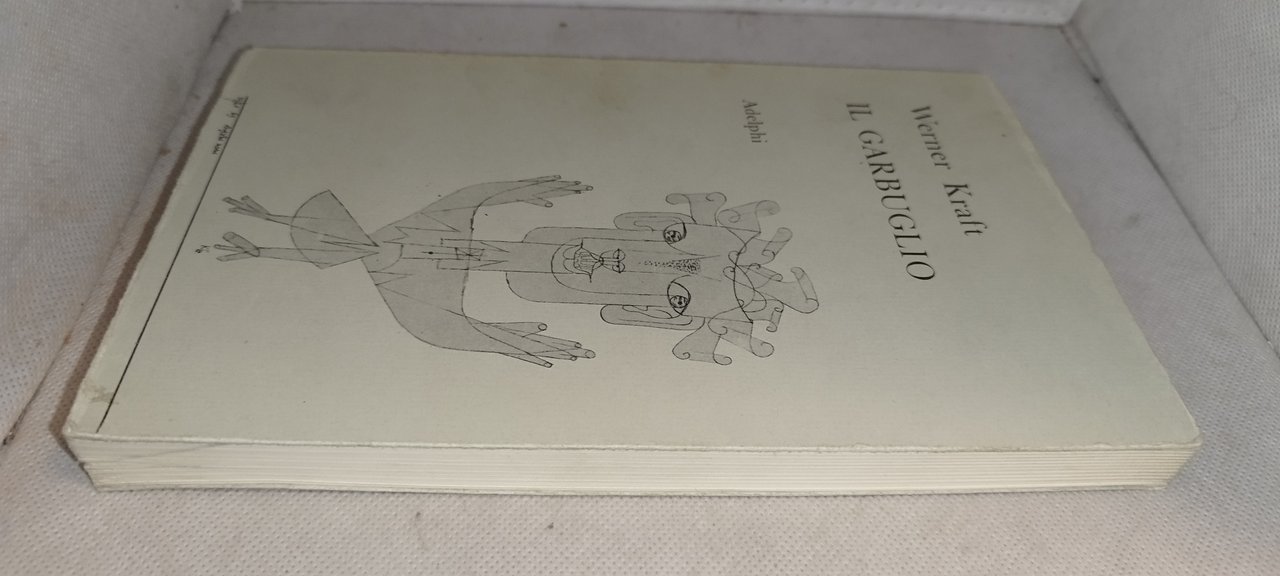 Werner Kraft
IL GARBUGLIO
Adelphi